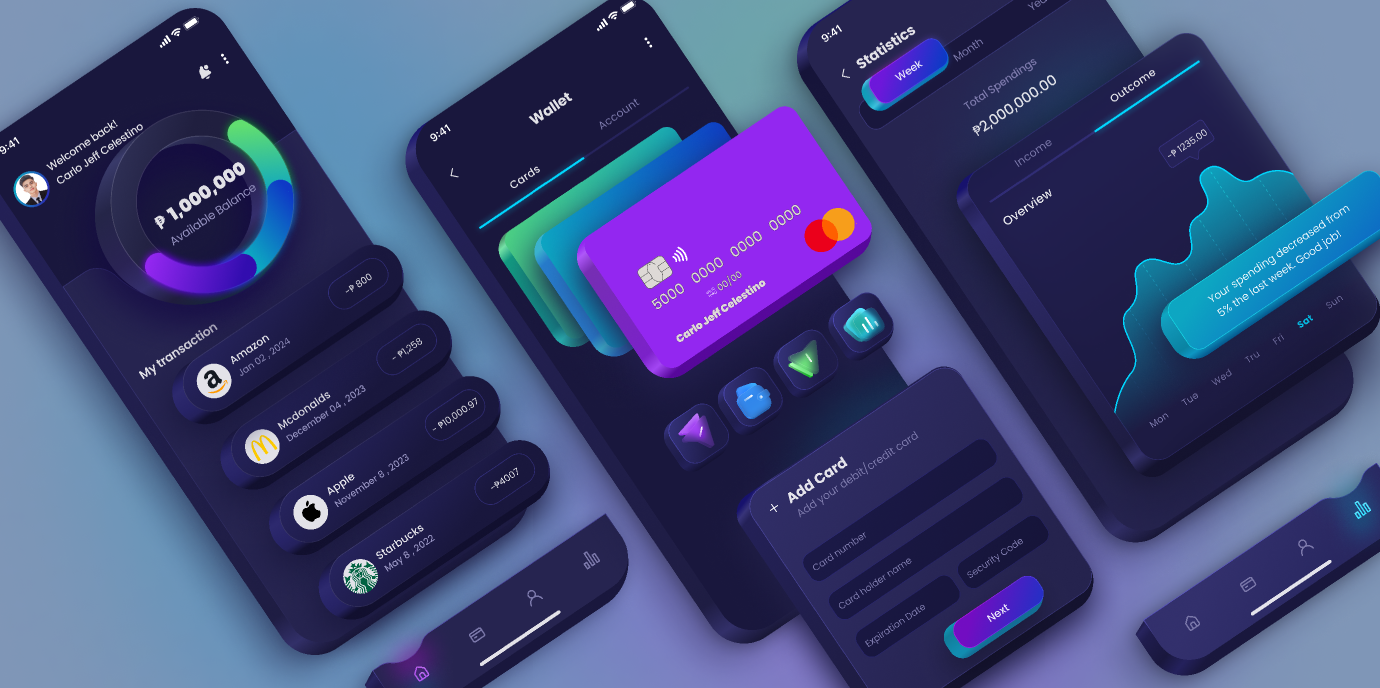 9:41
Welcome back!
Carlo Jeff Celestino
₱ 1,000,000
Available Balance
My transaction
Amazon
Jan 02 , 2024
-₱ 800
Mcdonalds
December 04 , 2023
- ₱1,258
Apple
November 8 , 2023
- ₱10,000.97
Starbucks
May 8 , 2022
-₱4007
9:41
Wallet
Cards
Account
5000 0000 0000 0000
00/00
Carlo Jeff Celestino
+ Add Card
Add your debit/credit card
Card number
Card holder name
Expiration Date
Security Code
Next
9:41
Statistics
Week
Month
Total Spendings
₱2,000,000.00
Income
Outcome
Overview
-₱ 1235.00
Your spending decreased from
5% the last week. Good job!
Mon Tue Wed Tru Fri Sat Sun